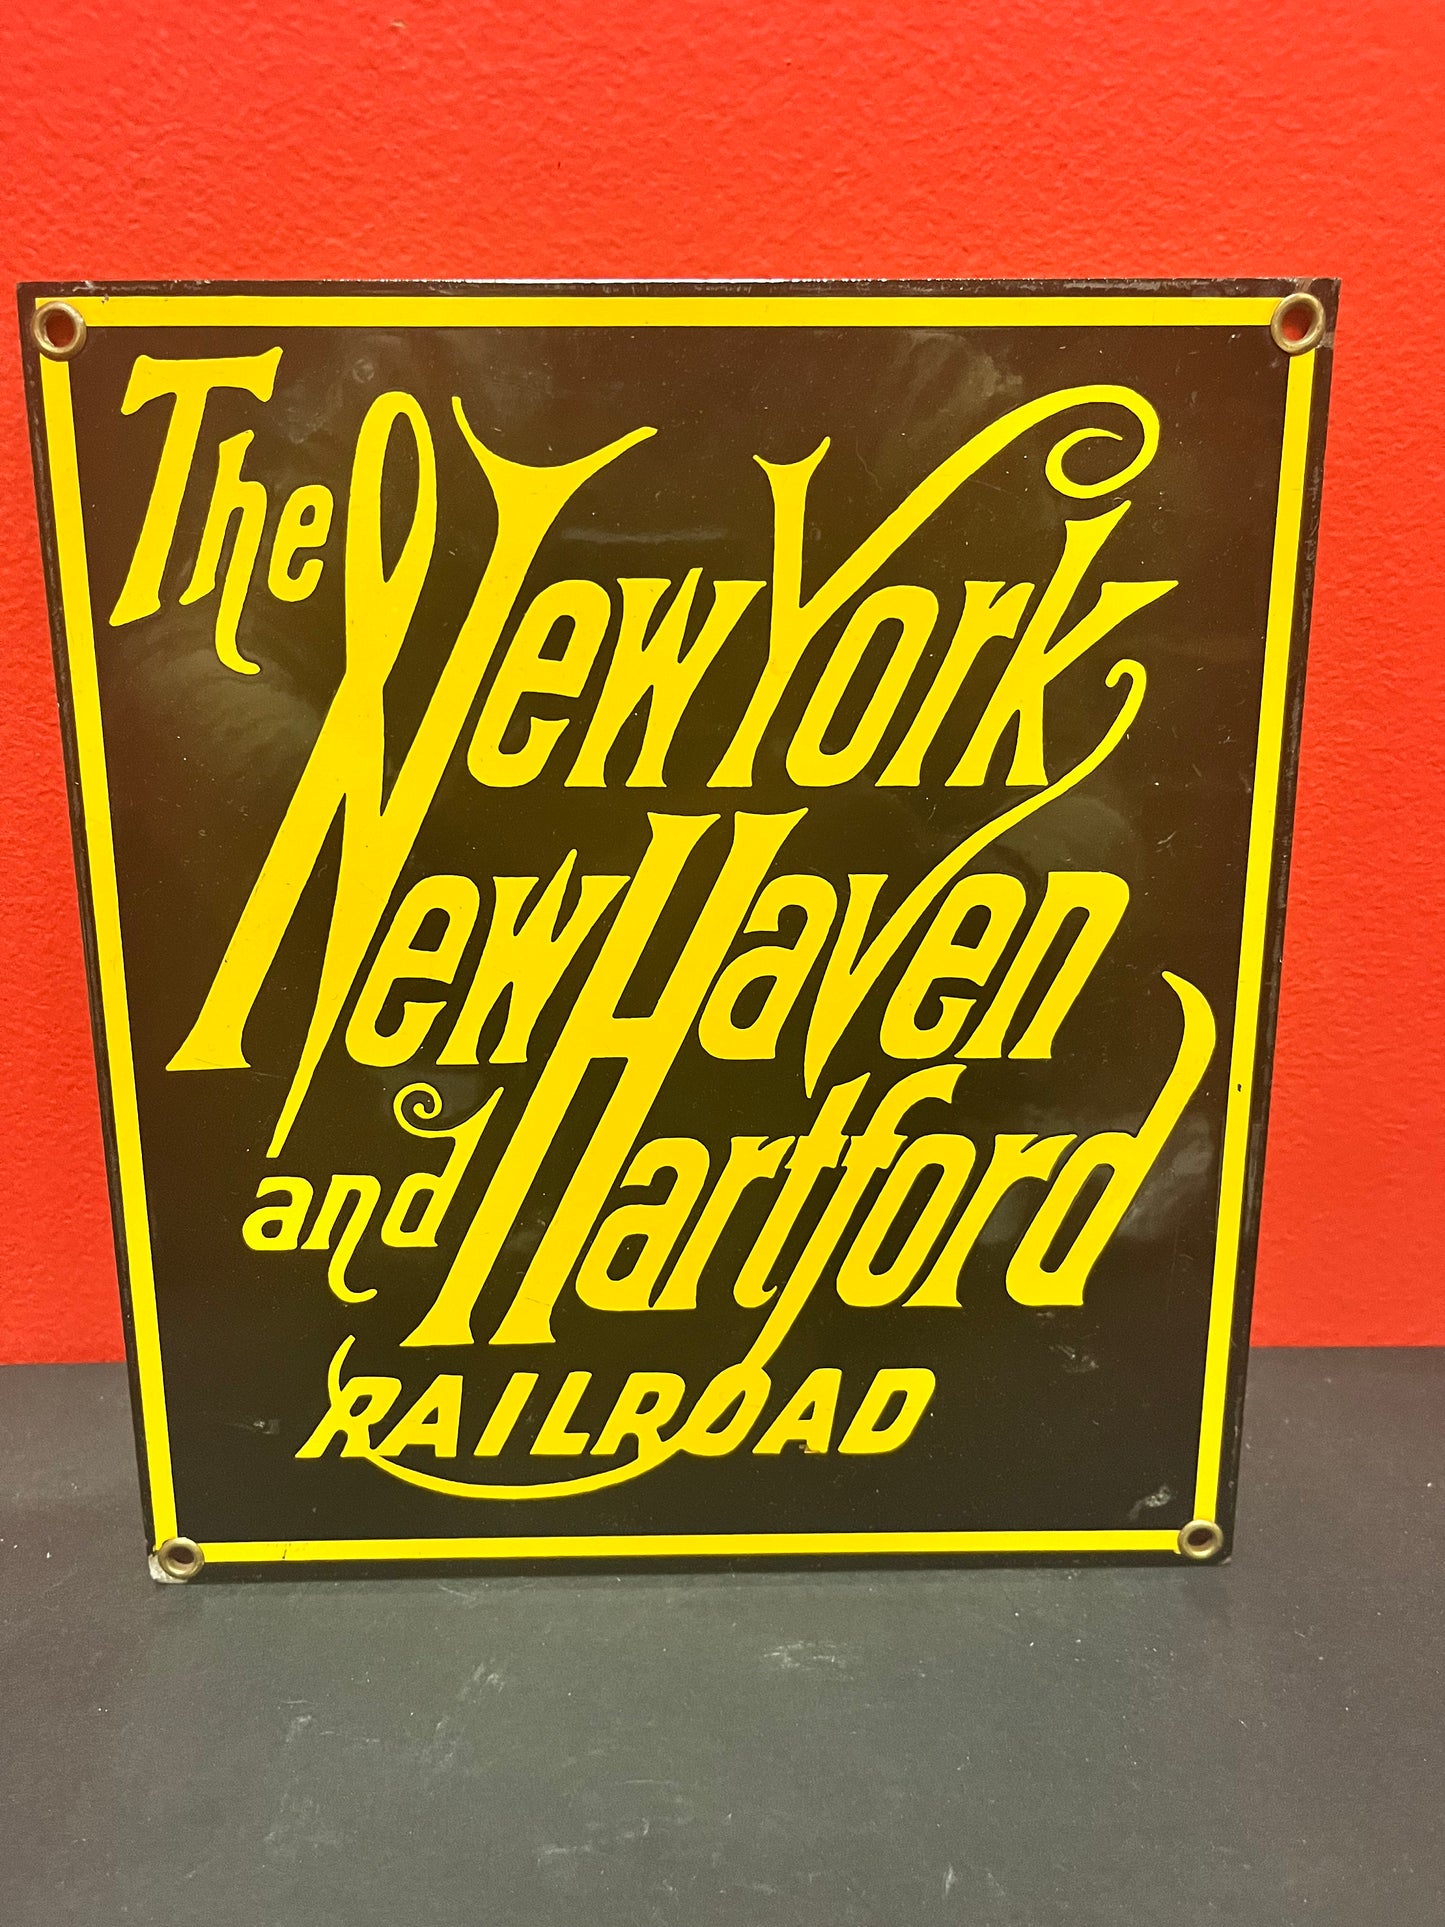 The New York
New Haven
and Hartford
RAILROAD